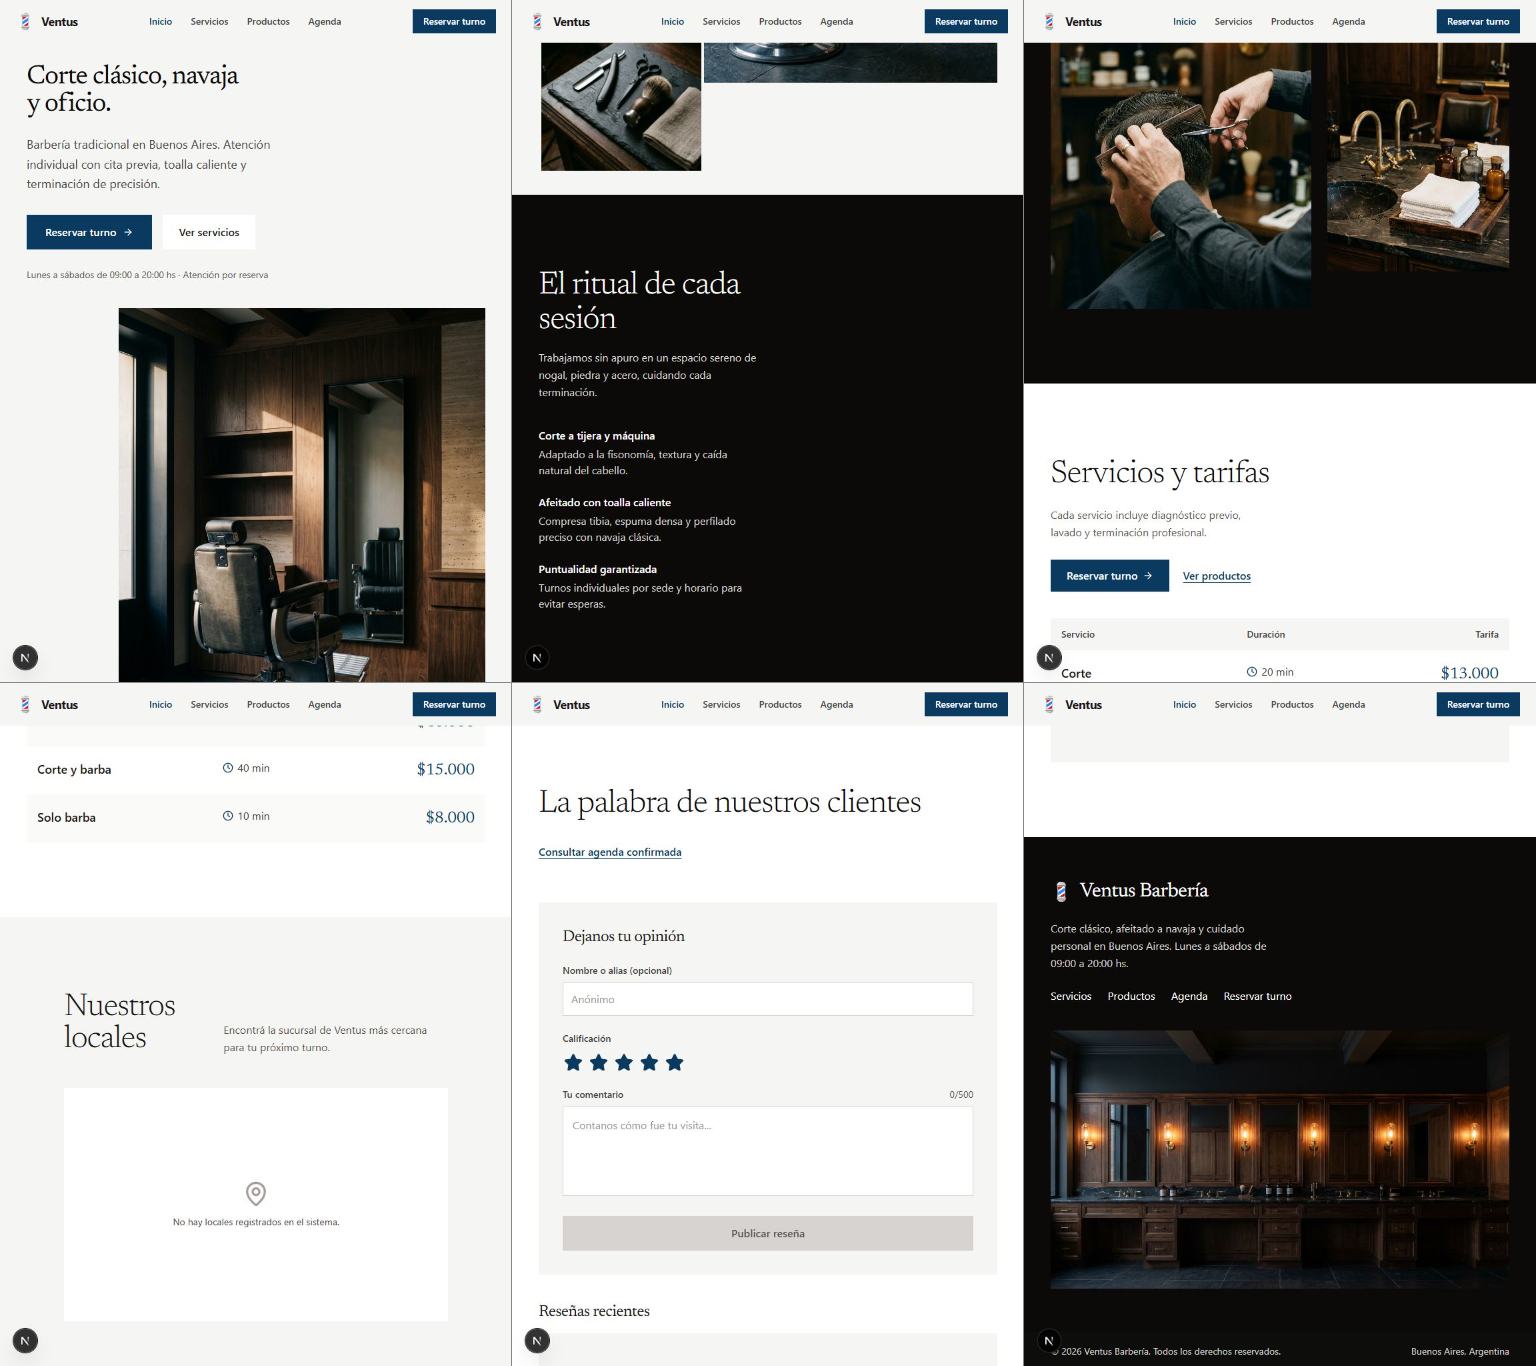 Ventus
Inicio
Servicios
Productos
Agenda
Reservar turno
Corte clásico, navaja
y oficio.
Barbería tradicional en Buenos Aires. Atención
individual con cita previa, toalla caliente y
terminación de precisión.
Reservar turno →
Ver servicios
Lunes a sábados de 09:00 a 20:00 hs · Atención por reserva
N
Ventus
Inicio
Servicios
Productos
Agenda
Reservar turno
El ritual de cada
sesión
Trabajamos sin apuro en un espacio sereno de
nogal, piedra y acero, cuidando cada
terminación.
Corte a tijera y máquina
Adaptado a la fisonomía, textura y caída
natural del cabello.
Afeitado con toalla caliente
Compresa tibia, espuma densa y perfilado
preciso con navaja clásica.
Puntualidad garantizada
Turnos individuales por sede y horario para
evitar esperas.
N
Ventus
Inicio
Servicios
Productos
Agenda
Reservar turno
Servicios y tarifas
Cada servicio incluye diagnóstico previo,
lavado y terminación profesional.
Reservar turno →
Ver productos
Servicio
Duración
Tarifa
N
Corte
20 min
$13.000
Ventus
Inicio
Servicios
Productos
Agenda
Reservar turno
Corte y barba
40 min
$15.000
Solo barba
10 min
$8.000
Nuestros
locales
Encontrá la sucursal de Ventus más cercana
para tu próximo turno.
No hay locales registrados en el sistema.
N
Ventus
Inicio
Servicios
Productos
Agenda
Reservar turno
La palabra de nuestros clientes
Consultar agenda confirmada
Dejanos tu opinión
Nombre o alias (opcional)
Anónimo
Calificación
Tu comentario
0/500
Contanos cómo fue tu visita...
Publicar reseña
Reseñas recientes
N
Ventus
Inicio
Servicios
Productos
Agenda
Reservar turno
Ventus Barbería
Corte clásico, afeitado a navaja y cuidado
personal en Buenos Aires. Lunes a sábados de
09:00 a 20:00 hs.
Servicios
Productos
Agenda
Reservar turno
N
2026 Ventus Barbería. Todos los derechos reservados.
Buenos Aires, Argentina